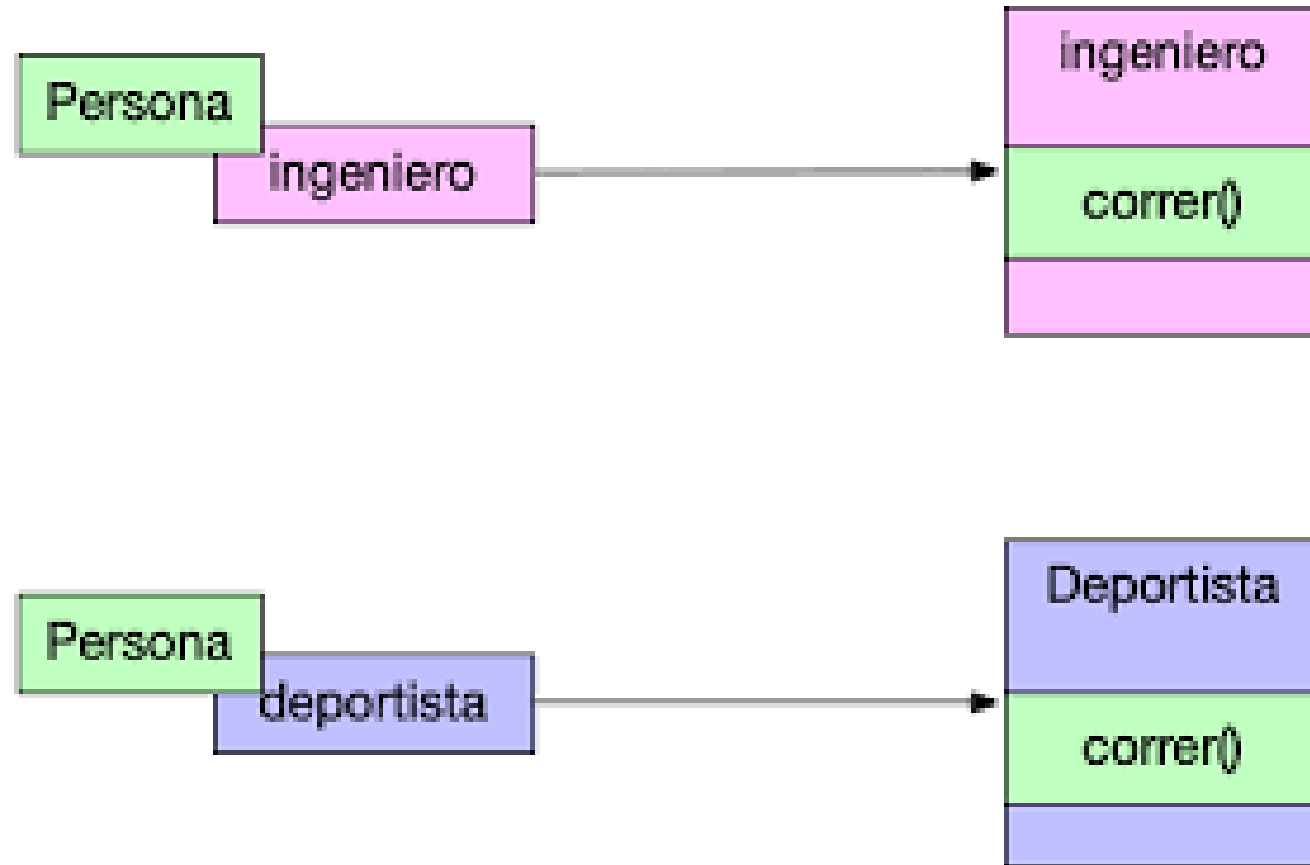 Persona
ingeniero
ingeniero
correr()
Persona
deportista
Deportista
correr()